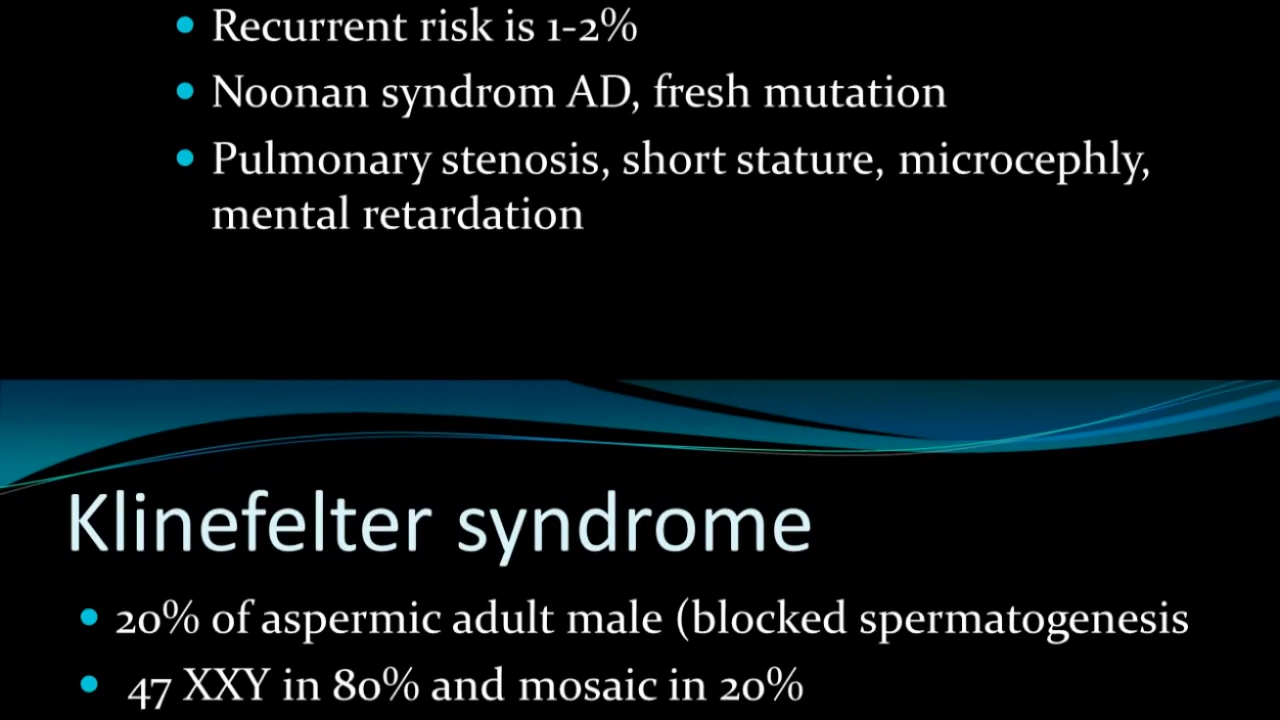 Recurrent risk is 1-2%
Noonan syndrom AD, fresh mutation
Pulmonary stenosis, short stature, microcephly,
mental retardation
Klinefelter syndrome
20% of aspermic adult male (blocked spermatogenesis
47 XXY in 80% and mosaic in 20%